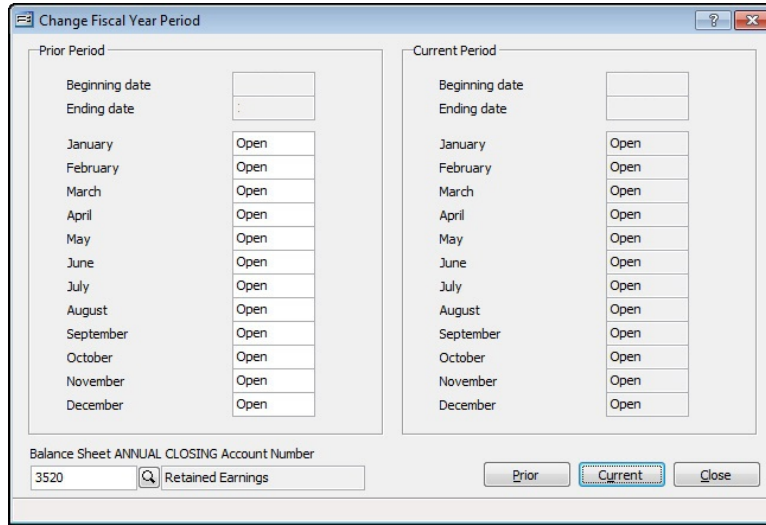 Change Fiscal Year Period
Prior Period
Beginning date
Ending date :
January Open
February Open
March Open
April Open
May Open
June Open
July Open
August Open
September Open
October Open
November Open
December Open
Current Period
Beginning date
Ending date
January Open
February Open
March Open
April Open
May Open
June Open
July Open
August Open
September Open
October Open
November Open
December Open
Balance Sheet ANNUAL CLOSING Account Number
3520 Retained Earnings Prior Current Close